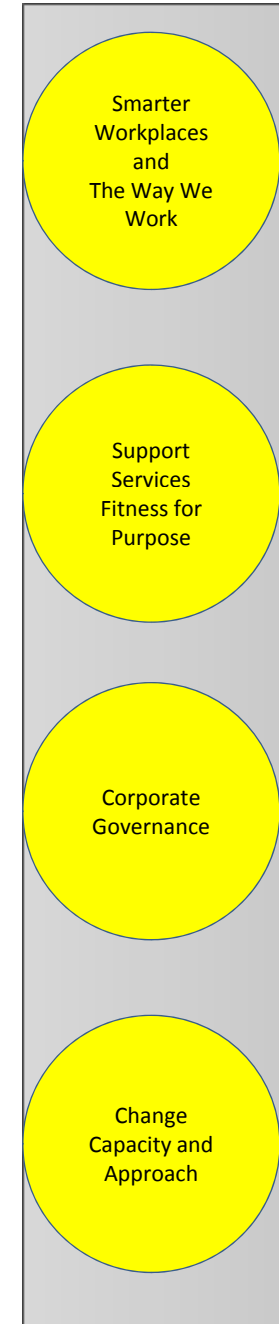 Smarter
Workplaces
and
The Way We
Work
Support
Services
Fitness for
Purpose
Corporate
Governance
Change
Capacity and
Approach